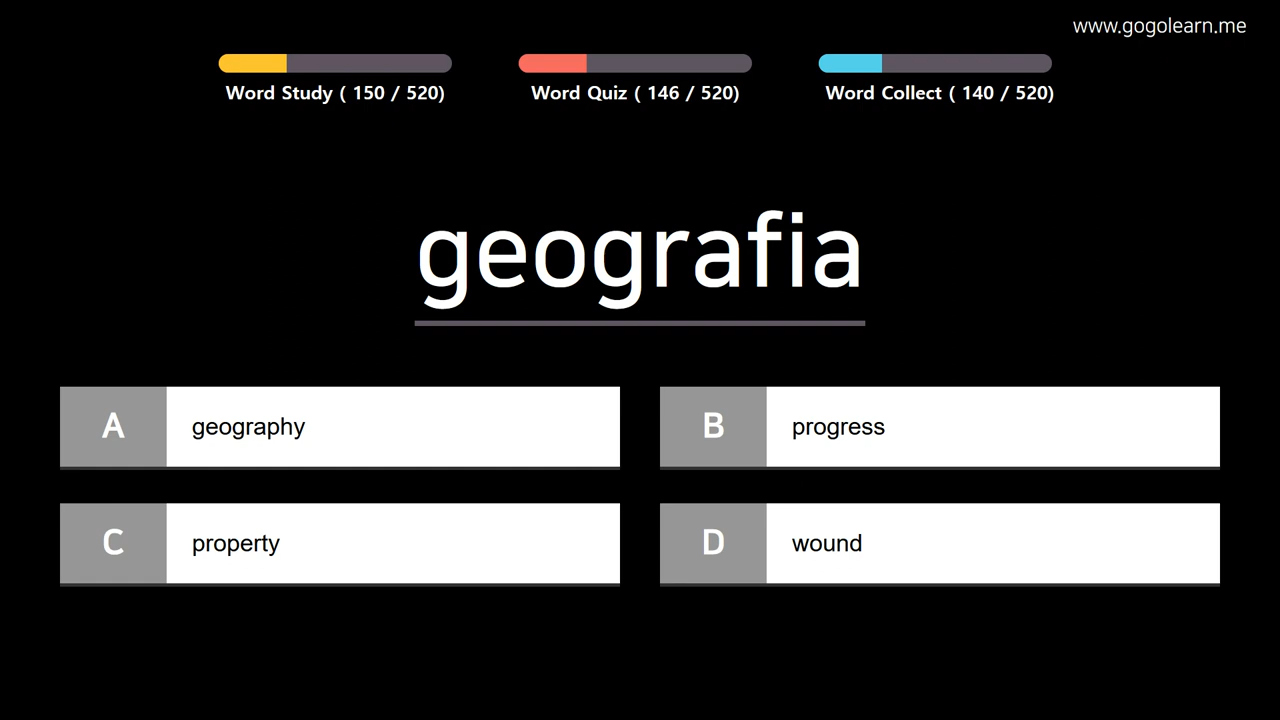 www.gogolearn.me
Word Study ( 150 / 520)
Word Quiz ( 146 / 520)
Word Collect ( 140 / 520)
geografia
A geography
B progress
C property
D wound